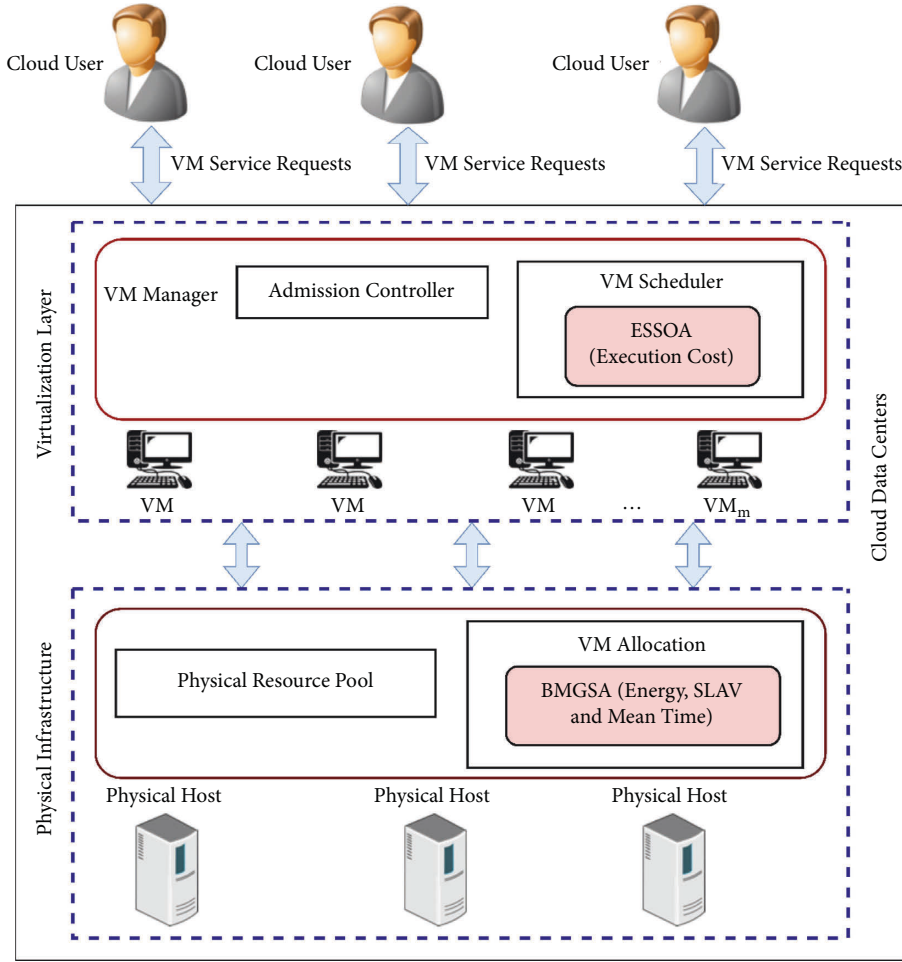 Cloud User
Cloud User
Cloud User
VM Service Requests
VM Service Requests
VM Service Requests
Virtualization Layer
VM Manager
Admission Controller
VM Scheduler
ESSOA
(Execution Cost)
VM
VM
VM
...
VMm
Cloud Data Centers
Physical Infrastructure
Physical Resource Pool
VM Allocation
BMGSA (Energy, SLAV
and Mean Time)
Physical Host
Physical Host
Physical Host